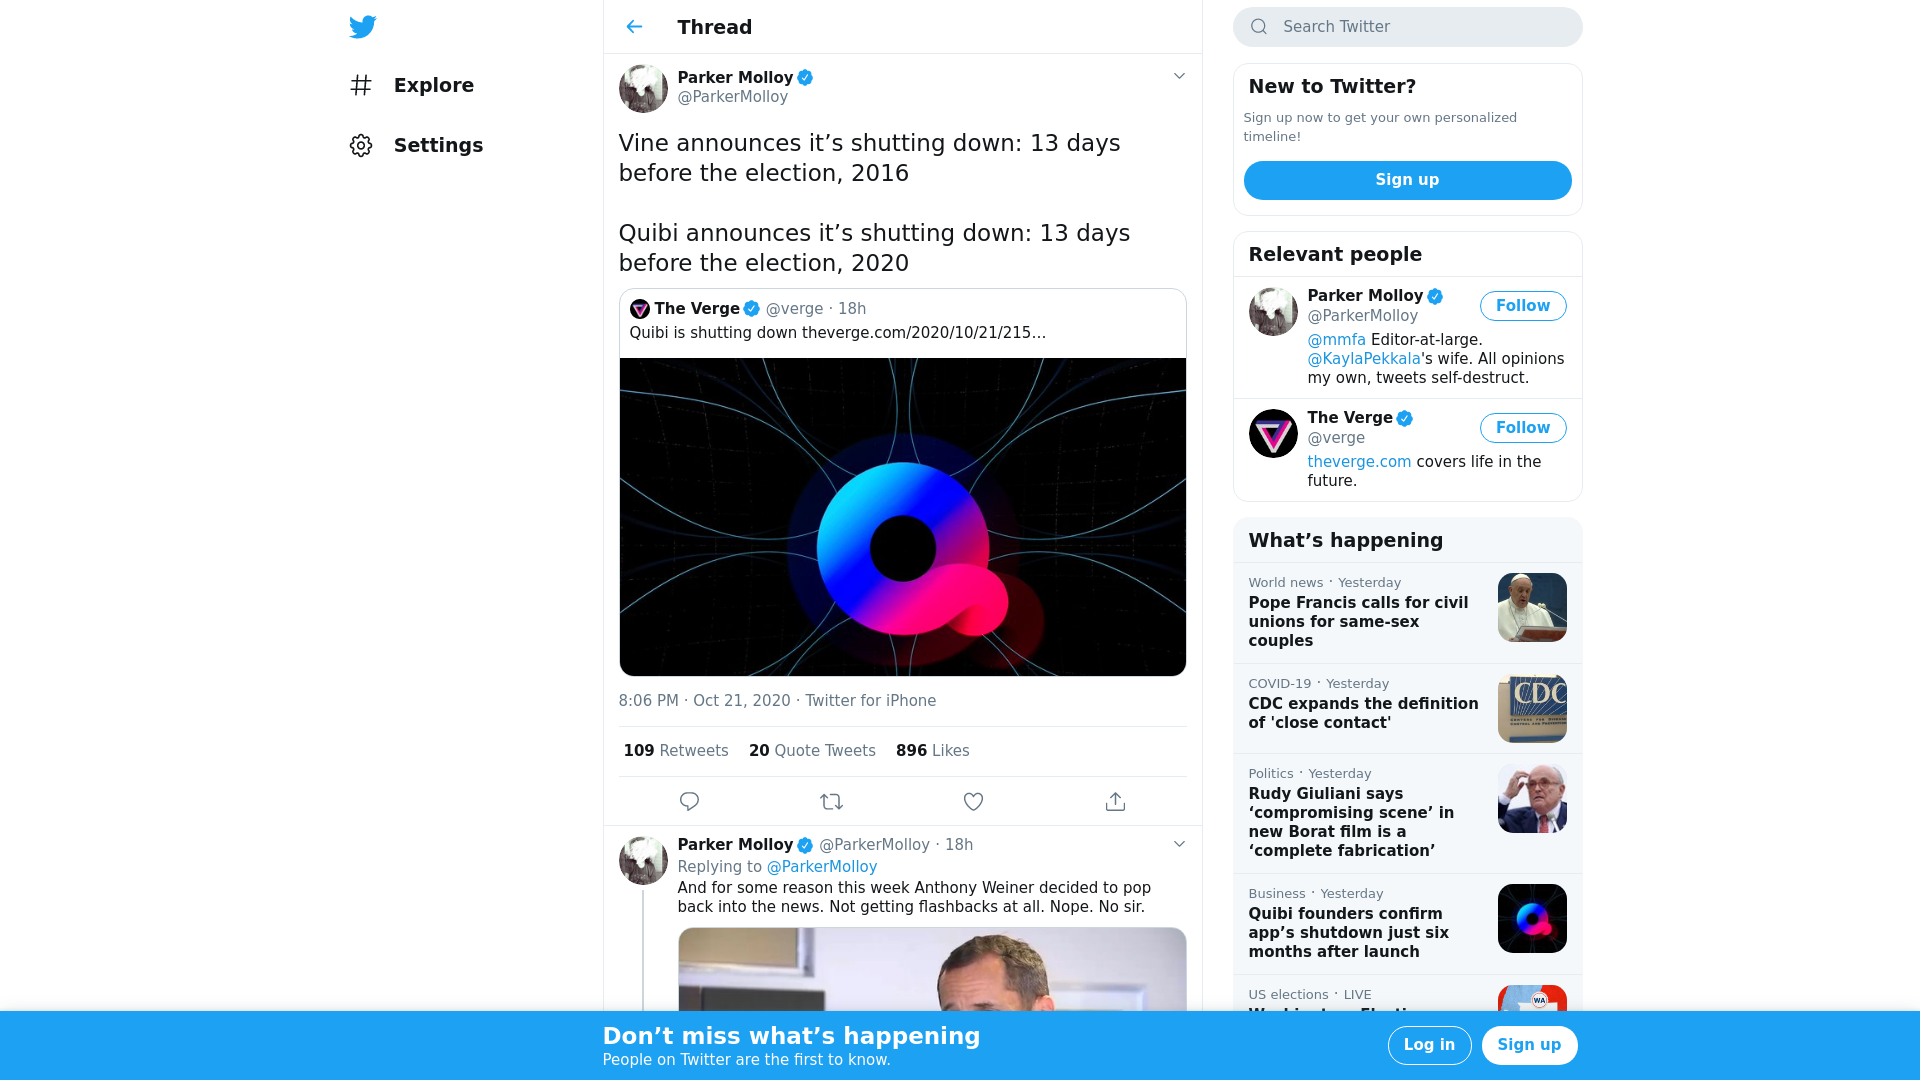 Explore
Settings
Thread
Parker Molloy
@ParkerMolloy
Vine announces it’s shutting down: 13 days
before the election, 2016
Quibi announces it’s shutting down: 13 days
before the election, 2020
The Verge @verge · 18h
Quibi is shutting down theverge.com/2020/10/21/215…
8:06 PM · Oct 21, 2020 · Twitter for iPhone
109 Retweets 20 Quote Tweets 896 Likes
Parker Molloy @ParkerMolloy · 18h
Replying to @ParkerMolloy
And for some reason this week Anthony Weiner decided to pop
back into the news. Not getting flashbacks at all. Nope. No sir.
Search Twitter
New to Twitter?
Sign up now to get your own personalized
timeline!
Sign up
Relevant people
Parker Molloy
@ParkerMolloy
Follow
@mmfa Editor-at-large.
@KaylaPekkala's wife. All opinions
my own, tweets self-destruct.
The Verge
@verge
Follow
theverge.com covers life in the
future.
What’s happening
World news · Yesterday
Pope Francis calls for civil
unions for same-sex
couples
COVID-19 · Yesterday
CDC expands the definition
of 'close contact'
CDC
Politics · Yesterday
Rudy Giuliani says
‘compromising scene’ in
new Borat film is a
‘complete fabrication’
Business · Yesterday
Quibi founders confirm
app’s shutdown just six
months after launch
US elections · LIVE
WA
Don’t miss what’s happening
People on Twitter are the first to know.
Log in
Sign up